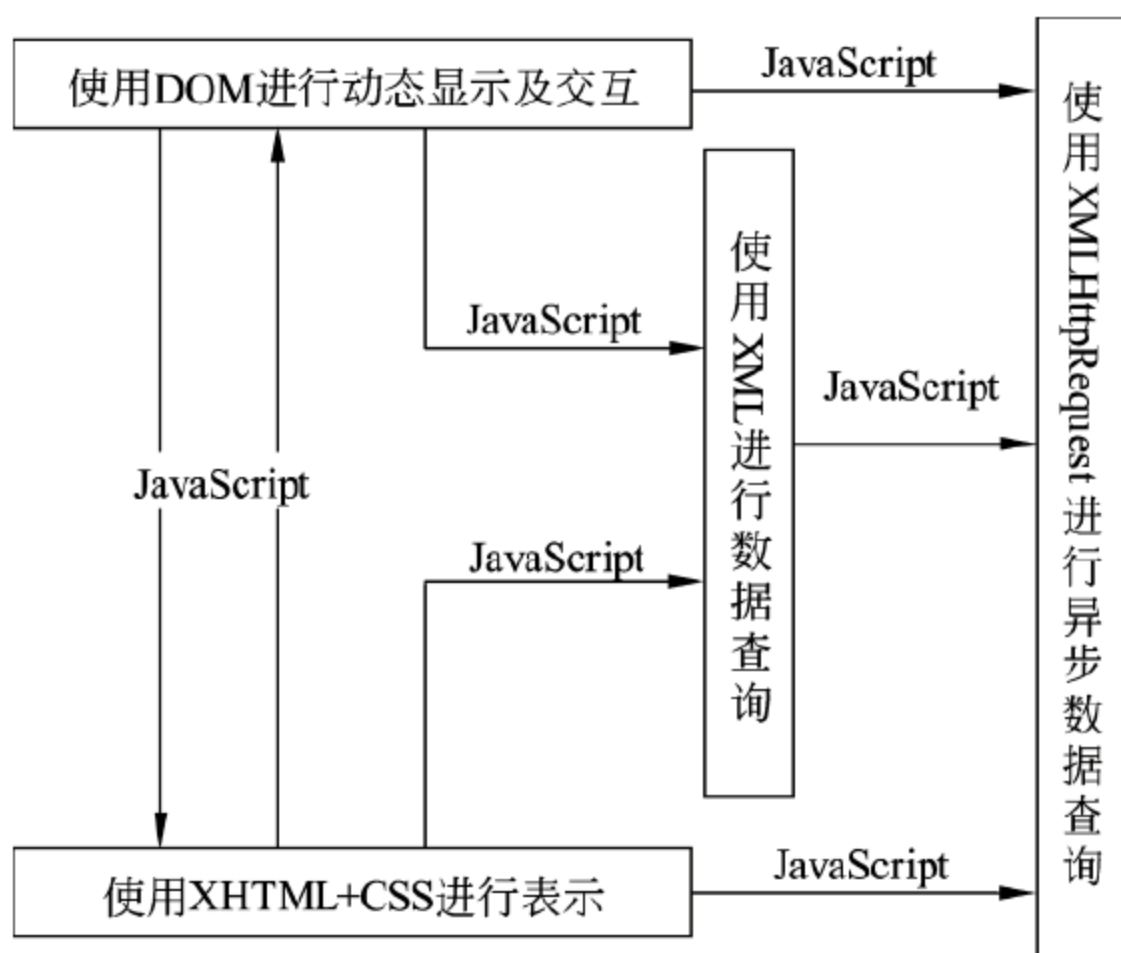 使用DOM进行动态显示及交互
JavaScript
JavaScript
使用XML进行数据查询
JavaScript
使用XMLHttpRequest进行异步数据查询
JavaScript
JavaScript
使用XHTML+CSS进行表示
JavaScript